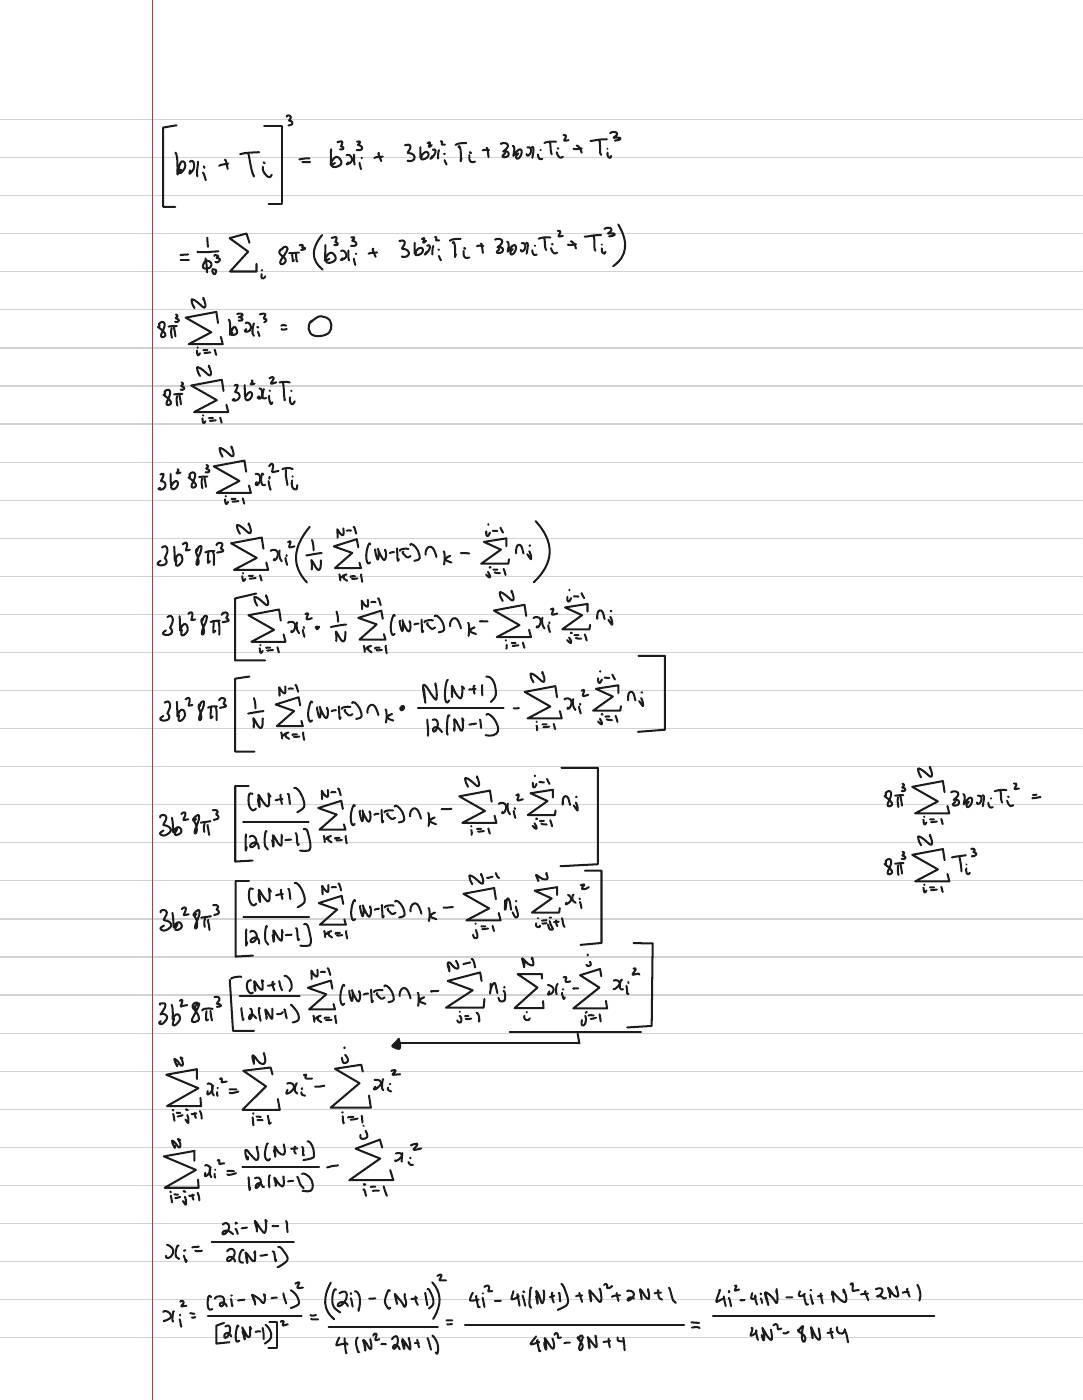 [bx_i + T_i]^3 = b^3x_i^3 + 3b^2x_i^2 T_i + 3bx_iT_i^2 + T_i^3
= 1/Φ_0^3 Σ_i 8π^3 (b^3x_i^3 + 3b^2x_i^2 T_i + 3bx_iT_i^2 + T_i^3)
8π^3 Σ_{i=1}^{N} b^3x_i^3 = 0
8π^3 Σ_{i=1}^{N} 3b^2x_i^2T_i
3b^2 8π^3 Σ_{i=1}^{N} x_i^2T_i
3b^2 8π^3 Σ_{i=1}^{N} x_i^2 (1/N Σ_{k=1}^{N-1} (N-k)n_k - Σ_{j=1}^{i-1} n_j)
3b^2 8π^3 [Σ_{i=1}^{N} x_i^2 · 1/N Σ_{k=1}^{N-1} (N-k)n_k - Σ_{i=1}^{N} x_i^2 Σ_{j=1}^{i-1} n_j
3b^2 8π^3 [1/N Σ_{k=1}^{N-1} (N-k)n_k · N(N+1)/12(N-1) - Σ_{i=1}^{N} x_i^2 Σ_{j=1}^{i-1} n_j]
3b^2 8π^3 [(N+1)/12(N-1) Σ_{k=1}^{N-1} (N-k)n_k - Σ_{i=1}^{N} x_i^2 Σ_{j=1}^{i-1} n_j]
8π^3 Σ_{i=1}^{N} 3bx_iT_i^2 =
8π^3 Σ_{i=1}^{N} T_i^3
3b^2 8π^3 [(N+1)/12(N-1) Σ_{k=1}^{N-1} (N-k)n_k - Σ_{j=1}^{N-1} n_j Σ_{i=j+1}^{N} x_i^2]
3b^2 8π^3 [(N+1)/12(N-1) Σ_{k=1}^{N-1} (N-k)n_k - Σ_{j=1}^{N-1} n_j Σ_{i}^{N} x_i^2 - Σ_{j=1}^{j} x_i^2]
Σ_{i=j+1}^{N} x_i^2 = Σ_{i=1}^{N} x_i^2 - Σ_{i=1}^{j} x_i^2
Σ_{i=j+1}^{N} x_i^2 = N(N+1)/12(N-1) - Σ_{i=1}^{j} x_i^2
x_i = 2i-N-1/2(N-1)
x_i^2 = (2i-N-1)^2/[2(N-1)]^2 = ((2i)-(N+1))^2/4(N^2-2N+1) = 4i^2-4i(N+1)+N^2+2N+1/4N^2-8N+4 = 4i^2-4iN-4i+N^2+2N+1/4N^2-8N+4